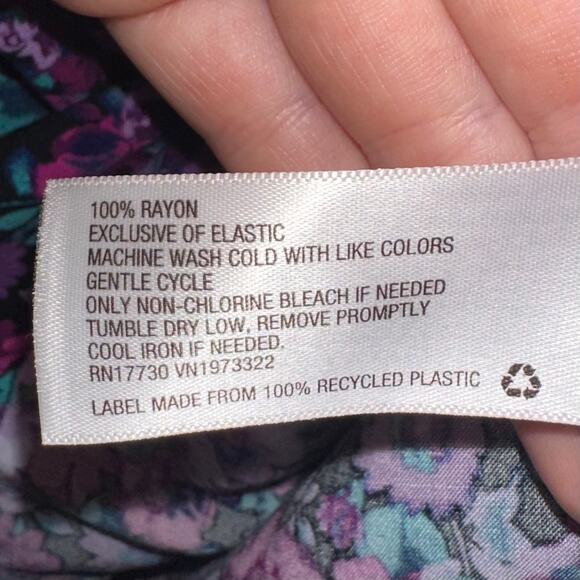 100% RAYON
EXCLUSIVE OF ELASTIC
MACHINE WASH COLD WITH LIKE COLORS
GENTLE CYCLE
ONLY NON-CHLORINE BLEACH IF NEEDED
TUMBLE DRY LOW, REMOVE PROMPTLY
COOL IRON IF NEEDED.
RN17730 VN1973322
LABEL MADE FROM 100% RECYCLED PLASTIC